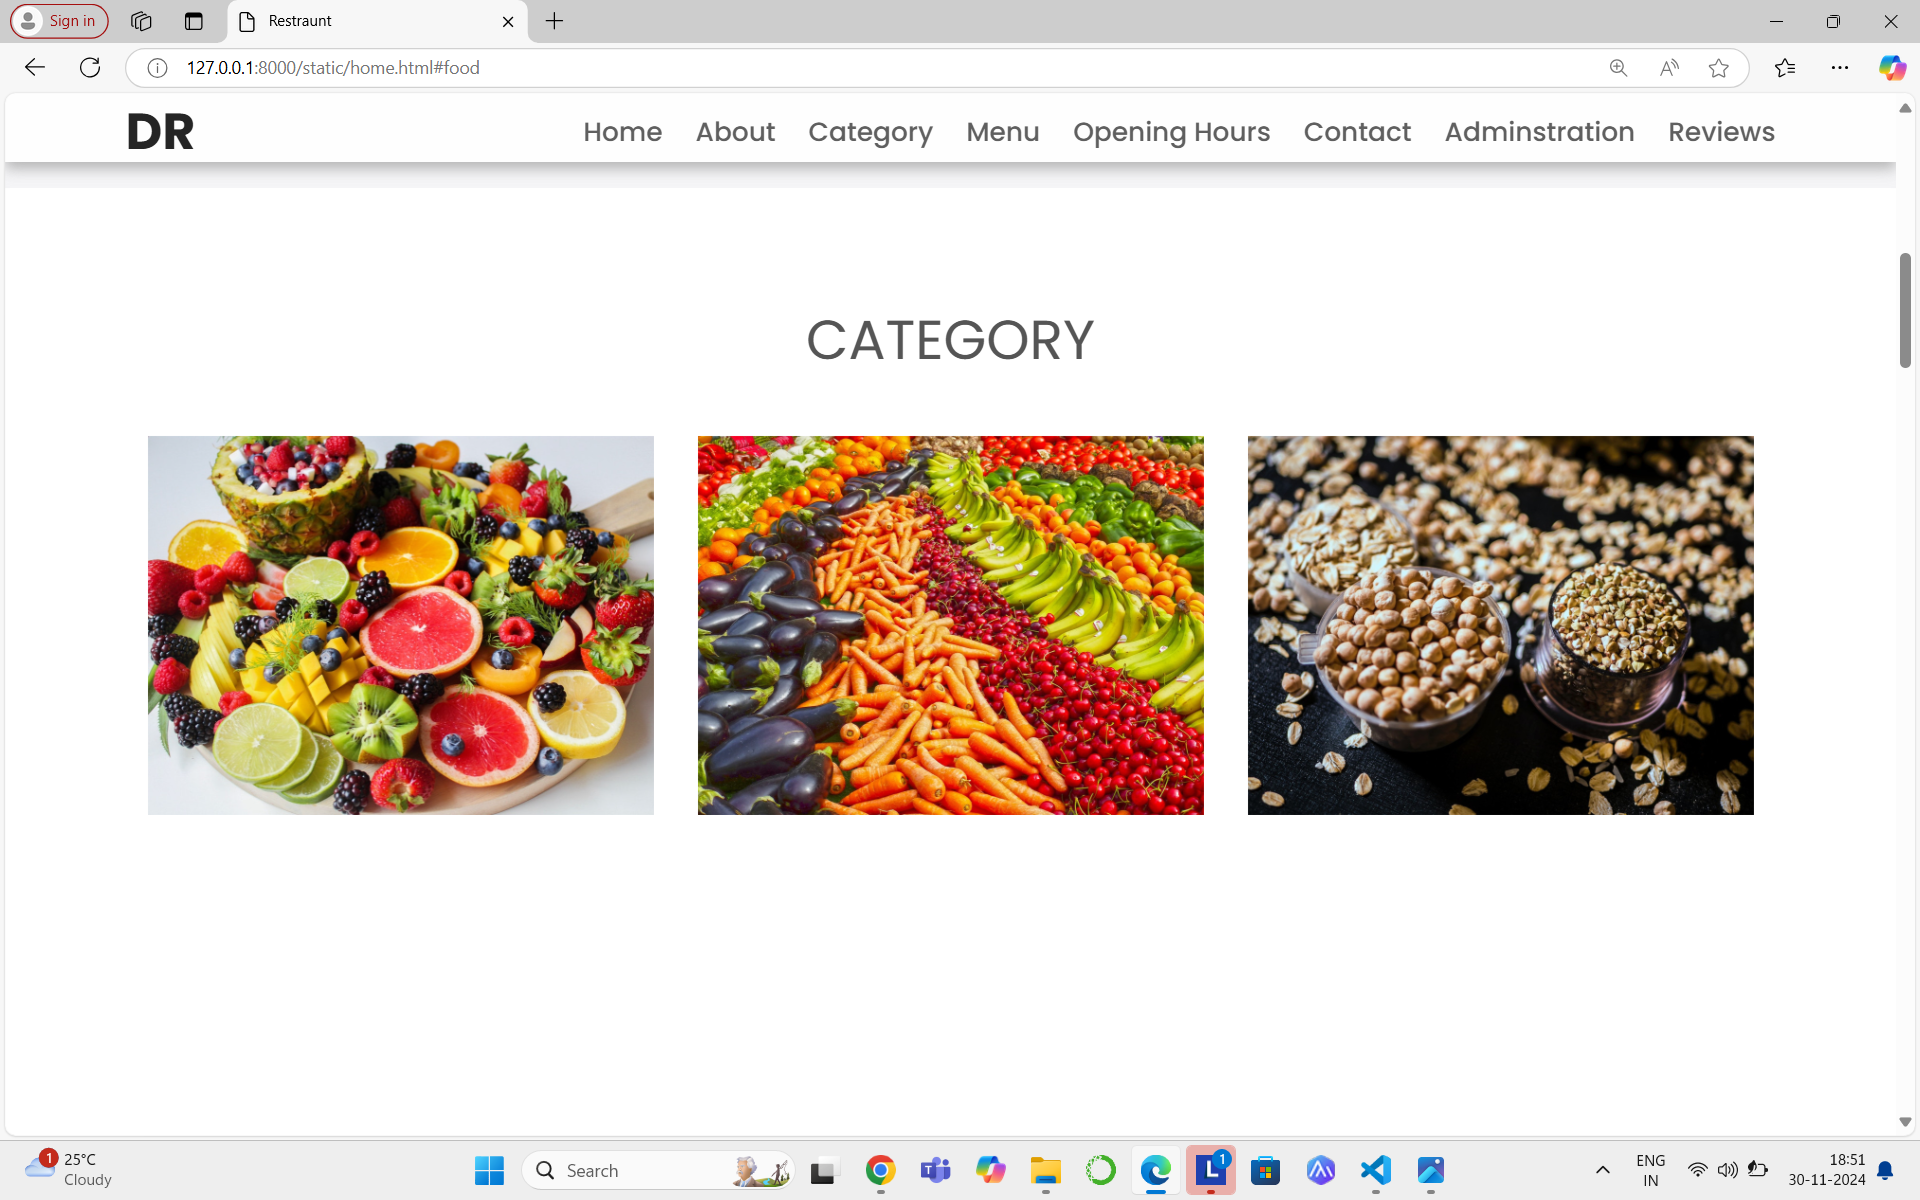 Sign in
Restraunt
127.0.0.1:8000/static/home.html#food
DR
Home About Category Menu Opening Hours Contact Adminstration Reviews
CATEGORY
1
25°C
Cloudy
Search
L
1
ENG
IN
18:51
30-11-2024